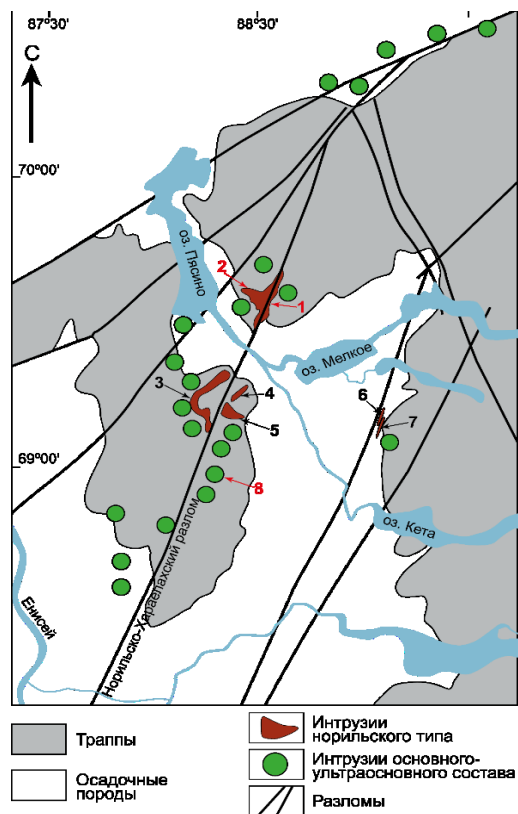 87°30' 88°30'
С
70°00'
оз. Пясино
2
1
оз. Мелкое
3
4
5
6
7
8
69°00'
оз. Кета
Норильско-Хараелахский разлом
Енисей
Траппы
Осадочные
породы
Интрузии
норильского типа
Интрузии основного-
ультраосновного состава
Разломы